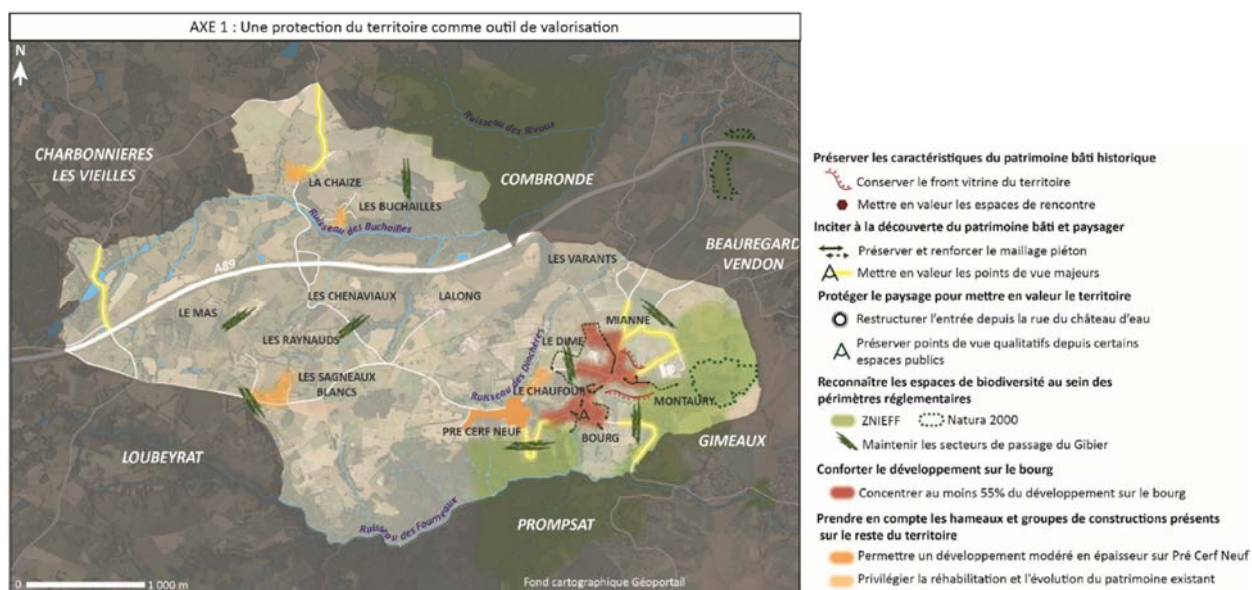 AXE 1 : Une protection du territoire comme outil de valorisation
N
CHARBONNIERES
LES VIEILLES
Ruisseau des Rivaux
COMBRONDE
LA CHAIZE
LES BUCHAILLES
Ruisseau des Buchailles
BEAUREGARD
VENDON
A89
LES VARANTS
LES CHENAVIAUX
LALONG
LE MAS
MIANNE
LES RAYNAUDS
LE DIME
LES SAGNEAUX
BLANCS
LE CHAUFOUR
MONTAURY
PRE CERF NEUF
BOURG
GIMEAUX
LOUBEYRAT
PROMPSAT
Ruisseau des Fourneaux
0
1 000 m
Fond cartographique Géoportail
Préserver les caractéristiques du patrimoine bâti historique
Conserver le front vitrine du territoire
Mettre en valeur les espaces de rencontre
Inciter à la découverte du patrimoine bâti et paysager
Préserver et renforcer le maillage piéton
Mettre en valeur les points de vue majeurs
Protéger le paysage pour mettre en valeur le territoire
Restructurer l'entrée depuis la rue du château d'eau
Préserver points de vue qualitatifs depuis certains
espaces publics
Reconnaître les espaces de biodiversité au sein des
périmètres réglementaires
ZNIEFF
Natura 2000
Maintenir les secteurs de passage du Gibier
Conforter le développement sur le bourg
Concentrer au moins 55% du développement sur le bourg
Prendre en compte les hameaux et groupes de constructions présents
sur le reste du territoire
Permettre un développement modéré en épaisseur sur Pré Cerf Neuf
Privilégier la réhabilitation et l'évolution du patrimoine existant